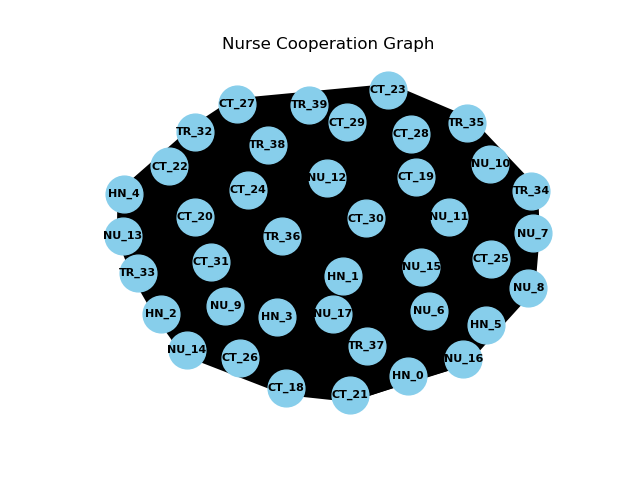 Nurse Cooperation Graph
CT_23
CT_27
TR_39
CT_29
TR_35
TR_32
CT_28
TR_38
CT_22
NU_10
NU_12
CT_19
HN_4
CT_24
TR_34
CT_20
CT_30
NU_11
NU_13
TR_36
NU_7
CT_31
CT_25
TR_33
HN_1
NU_15
NU_8
NU_9
HN_2
HN_3
NU_17
NU_6
HN_5
NU_14
CT_26
TR_37
NU_16
HN_0
CT_18
CT_21